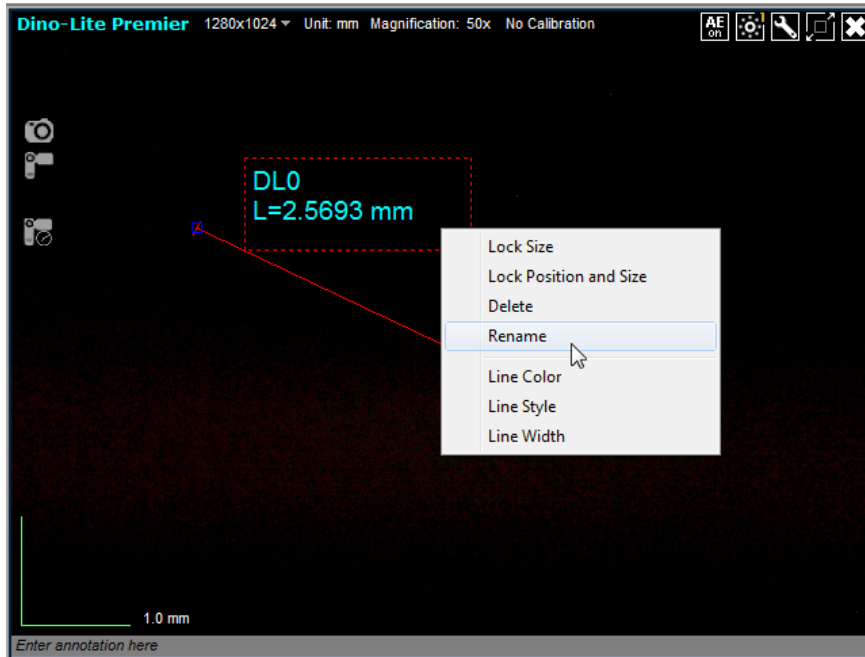 Dino-Lite Premier 1280x1024 Unit: mm Magnification: 50x No Calibration
AE
on
1
DL0
L=2.5693 mm
Lock Size
Lock Position and Size
Delete
Rename
Line Color
Line Style
Line Width
1.0 mm
Enter annotation here